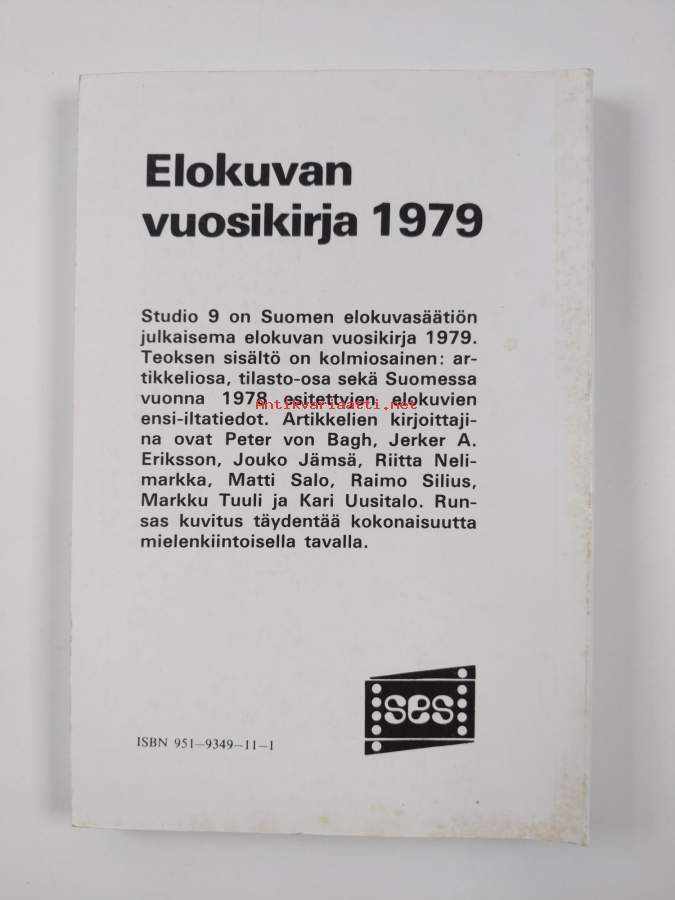 Elokuvan
vuosikirja 1979
Studio 9 on Suomen elokuvasäätiön
julkaisema elokuvan vuosikirja 1979.
Teoksen sisältö on kolmiosainen: ar-
tikkeliosa, tilasto-osa sekä Suomessa
vuonna 1978 esitettyjen elokuvien
Antikvariaatti.net
ensi-iltatiedot. Artikkelien kirjoittaji-
na ovat Peter von Bagh, Jerker A.
Eriksson, Jouko Jämsä, Riitta Neli-
markka, Matti Salo, Raimo Silius,
Markku Tuuli ja Kari Uusitalo. Run-
sas kuvitus täydentää kokonaisuutta
mielenkiintoisella tavalla.
ses
ISBN 951–9349–11–1